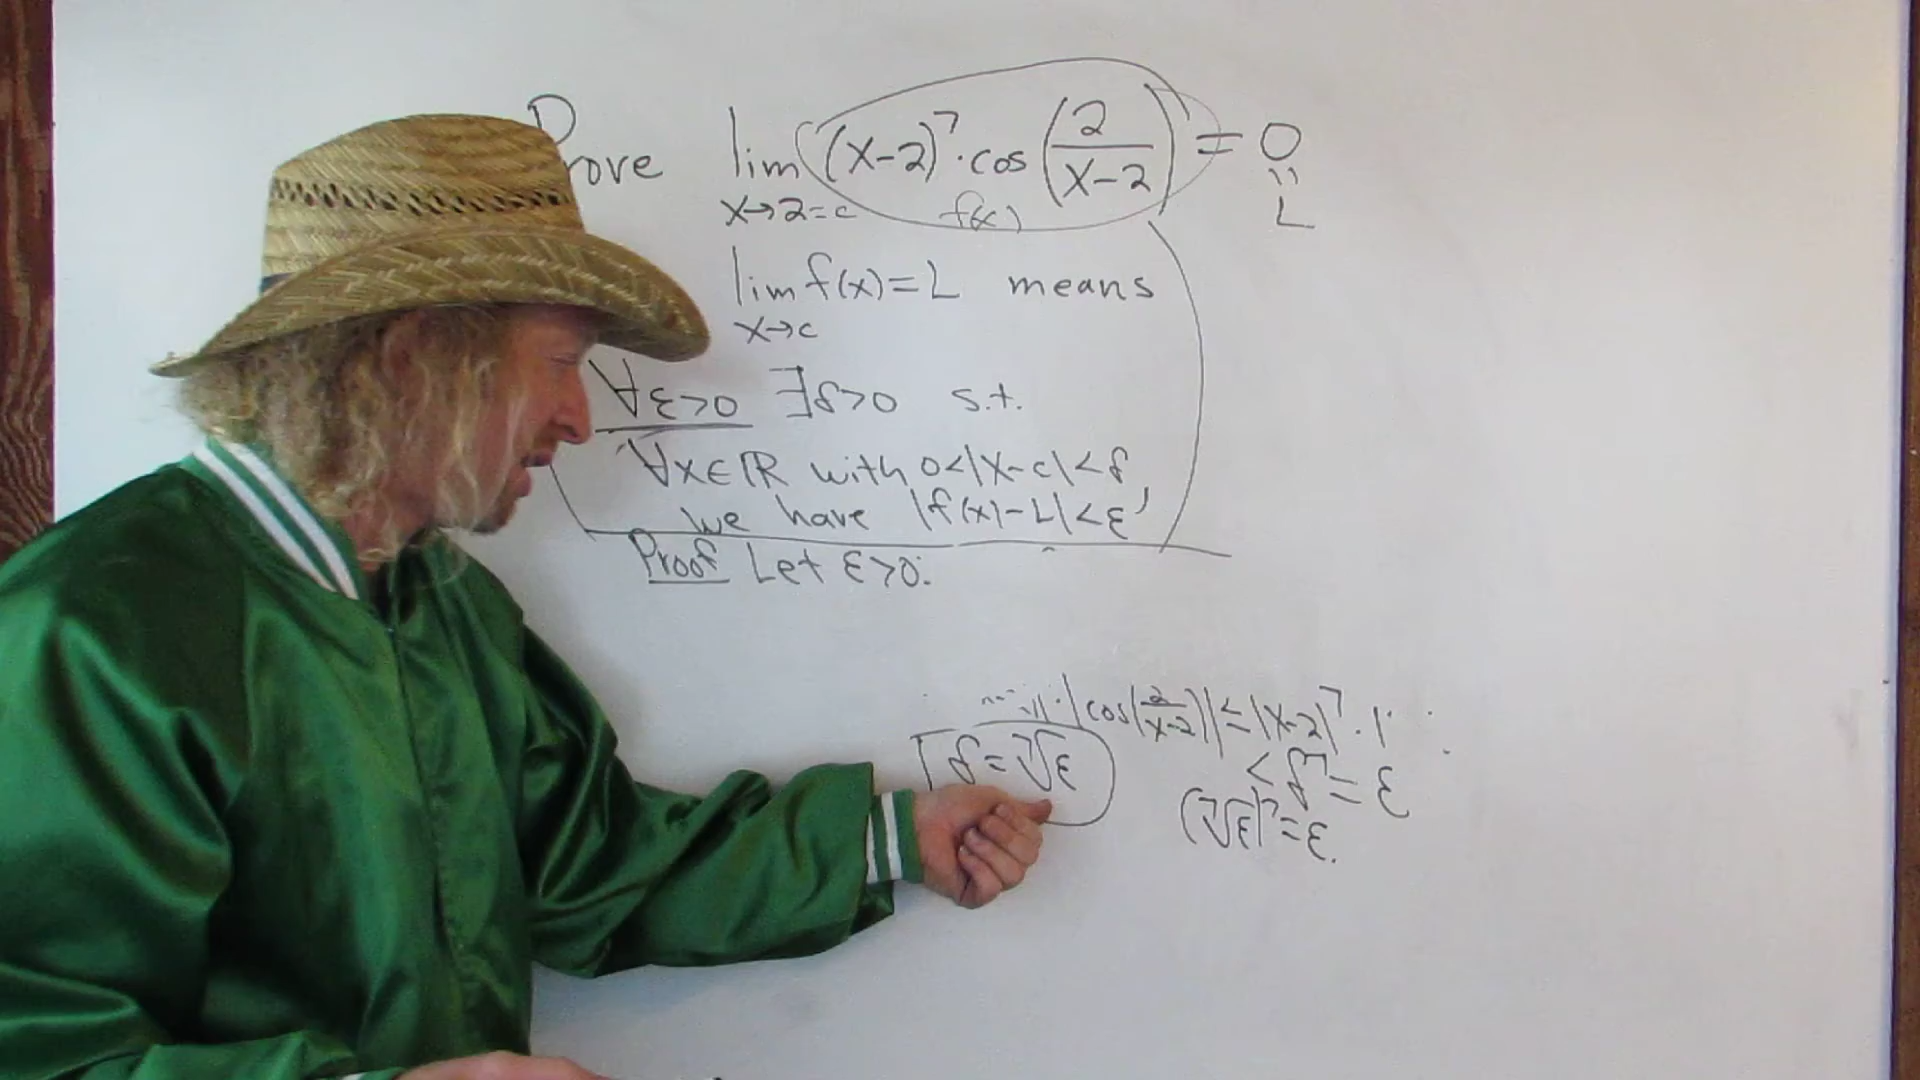 Prove lim ((x-2)^7 · cos(2/(x-2))) = 0
x→2=c f(x) = L
lim f(x) = L means
x→c
∀ε>0 ∃δ>0 s.t.
∀x∈ℝ with 0<|x-c|<δ,
we have |f(x)-L|<ε
Proof Let ε>0.
|cos(2/(x-2))| ≤ |x-2|^7 · 1
δ = ⁷√ε < δ^7 = ε
(⁷√ε)^7 = ε.